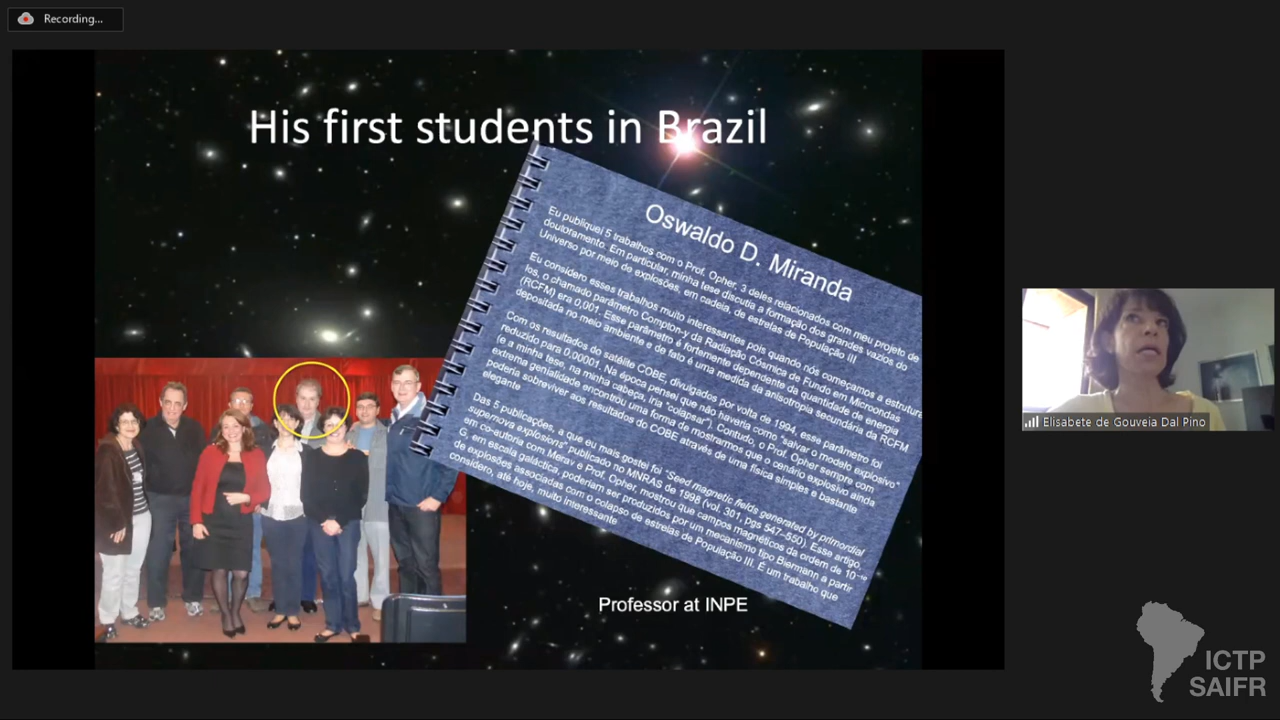 Recording...
His first students in Brazil
Oswaldo D. Miranda
Eu publiquei 5 trabalhos com o Prof. Opher, 3 deles relacionados com meu projeto de
doutoramento. Em particular, minha tese discutia a formação dos grandes vazios do
Universo por meio de explosões, em cadeia, de estrelas de População III
Eu considero esses trabalhos muito interessantes pois quando nós começamos a estruturá
los, o chamado parâmetro Compton-y da Radiação Cósmica de Fundo em Microondas
(RCFM) era 0,001. Esse parâmetro é fortemente dependente da quantidade de energia
depositada no meio ambiente e de fato é uma medida da anisotropia secundária da RCFM
Com os resultados do satélite COBE, divulgados por volta de 1994, esse parâmetro foi
reduzido para 0,00001. Na época pensei que não haveria como "salvar o modelo explosivo"
(e a minha tese, na minha cabeça, iria "colapsar"). Contudo, o Prof. Opher sempre com
extrema genialidade encontrou uma forma de mostrarmos que o cenário explosivo ainda
poderia sobreviver aos resultados do COBE através de uma física simples e bastante
elegante
Das 5 publicações, a que eu mais gostei foi "Seed magnetic fields generated by primordial
supernova explosions" publicado no MNRAS de 1998 (vol. 301, pgs 547-550). Esse artigo,
em co-autoria com Merav e Prof. Opher, mostrou que campos magnéticos da ordem de
G, em escala galáctica, poderiam ser produzidos por um mecanismo tipo Biermann a partir
de explosões associadas com o colapso de estrelas de População III. É um trabalho que
considero, até hoje, muito interessante
Professor at INPE
Elisabete de Gouveia Dal Pino
ICTP
SAIFR